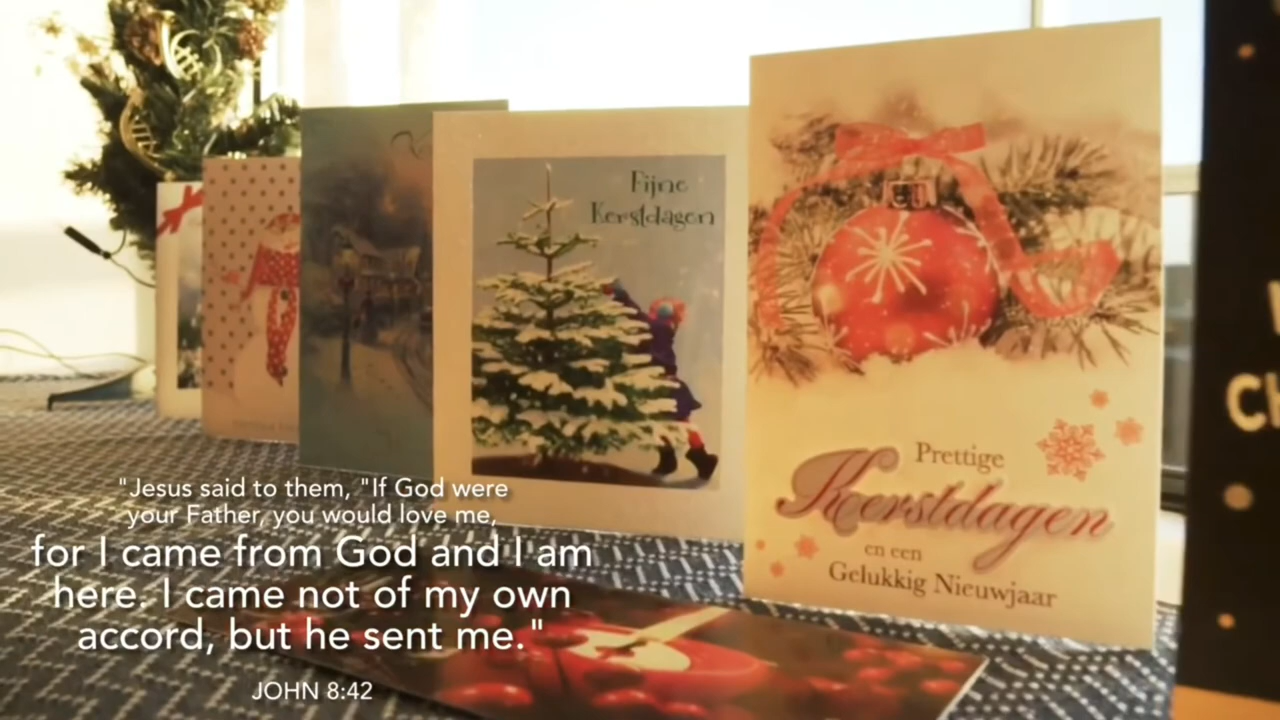 Fijne
Kerstdagen
Prettige
Kerstdagen
en een
Gelukkig Nieuwjaar
"Jesus said to them, "If God were
your Father, you would love me,
for I came from God and I am
here. I came not of my own
accord, but he sent me."
JOHN 8:42